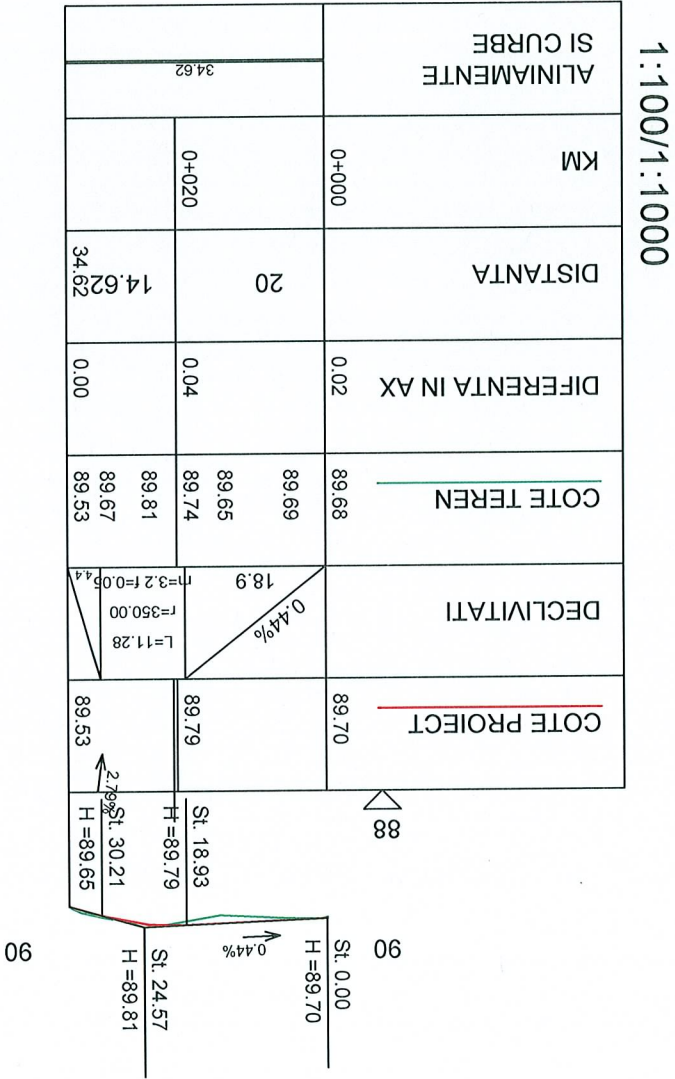 1:100/1:1000
ALINIAMENTE
SI CURBE
34.62
KM
0+000
0+020
DISTANTA
20
14.62
34.62
DIFERENTA IN AX
0.02
0.04
0.00
COTE TEREN
89.68
89.69
89.65
89.74
89.81
89.67
89.53
DECLIVITATI
18.9
0.44%
m=3.2 f=0.05
r=350.00
L=11.28
4.4
COTE PROIECT
89.70
89.79
89.53
88
90
90
St. 0.00
H =89.70
0.44%
St. 18.93
H =89.79
St. 24.57
H =89.81
St. 30.21
H =89.65
2.79%